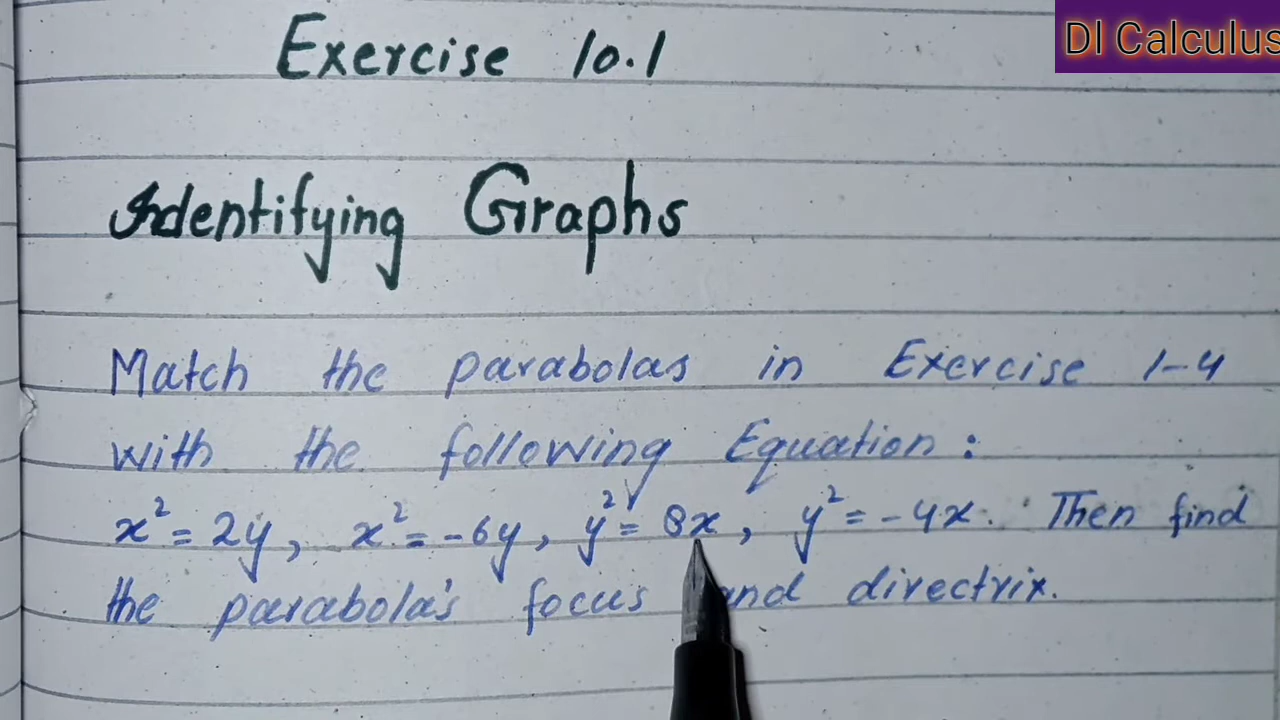 DI Calculus
Exercise 10.1
Indentifying Graphs
Match the parabolas in Exercise 1-4
with the following Equation:
x² = 2y, x² = -6y, y² = 8x, y² = -4x. Then find
the parabola's focus and directrix.